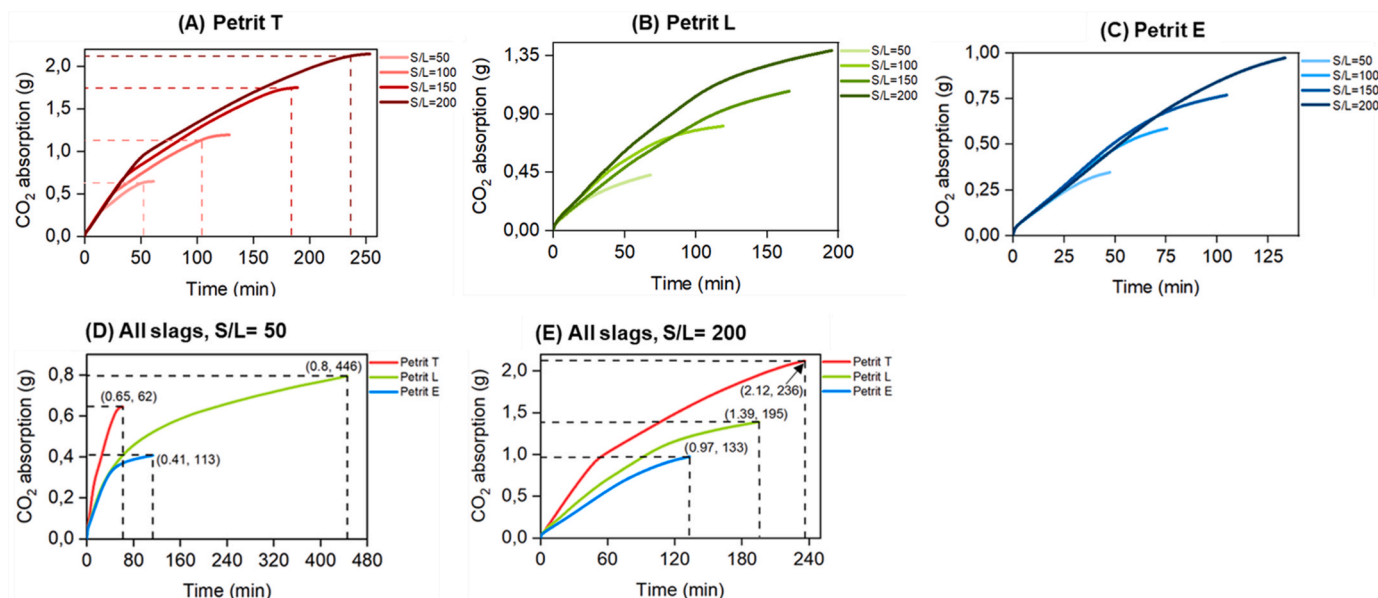 (A) Petrit T
CO2 absorption (g)
2,0
1,5
1,0
0,5
0,0
0 50 100 150 200 250
Time (min)
S/L=50
S/L=100
S/L=150
S/L=200
(B) Petrit L
CO2 absorption (g)
1,35
0,90
0,45
0,00
0 50 100 150 200
Time (min)
S/L=50
S/L=100
S/L=150
S/L=200
(C) Petrit E
CO2 absorption (g)
1,00
0,75
0,50
0,25
0,00
0 25 50 75 100 125
Time (min)
S/L=50
S/L=100
S/L=150
S/L=200
(D) All slags, S/L= 50
CO2 absorption (g)
0,8
0,6
0,4
0,2
0,0
0 60 120 180 240 300 360 420 480
Time (min)
(0.65, 62)
(0.8, 446)
(0.41, 113)
Petrit T
Petrit L
Petrit E
(E) All slags, S/L= 200
CO2 absorption (g)
2,0
1,5
1,0
0,5
0,0
0 60 120 180 240
Time (min)
(2.12, 236)
(1.39, 195)
(0.97, 133)
Petrit T
Petrit L
Petrit E